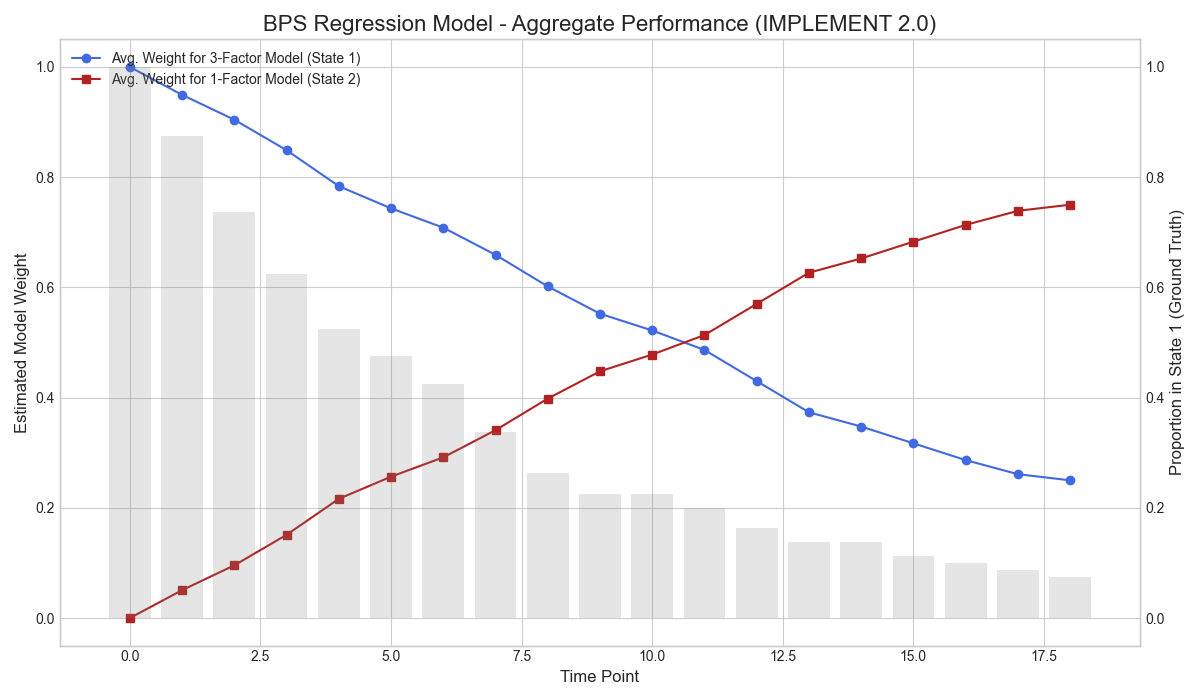 BPS Regression Model - Aggregate Performance (IMPLEMENT 2.0)
Avg. Weight for 3-Factor Model (State 1)
Avg. Weight for 1-Factor Model (State 2)
Estimated Model Weight
1.0
0.8
0.6
0.4
0.2
0.0
1.0
0.8
0.6
0.4
0.2
0.0
Proportion in State 1 (Ground Truth)
0.0 2.5 5.0 7.5 10.0 12.5 15.0 17.5
Time Point